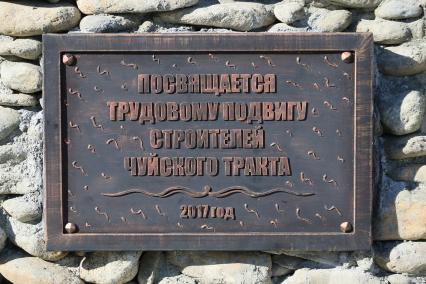 ПОСВЯЩАЕТСЯ
ТРУДОВОМУ ПОДВИГУ
СТРОИТЕЛЕЙ
ЧУЙСКОГО ТРАКТА
2017 ГОД